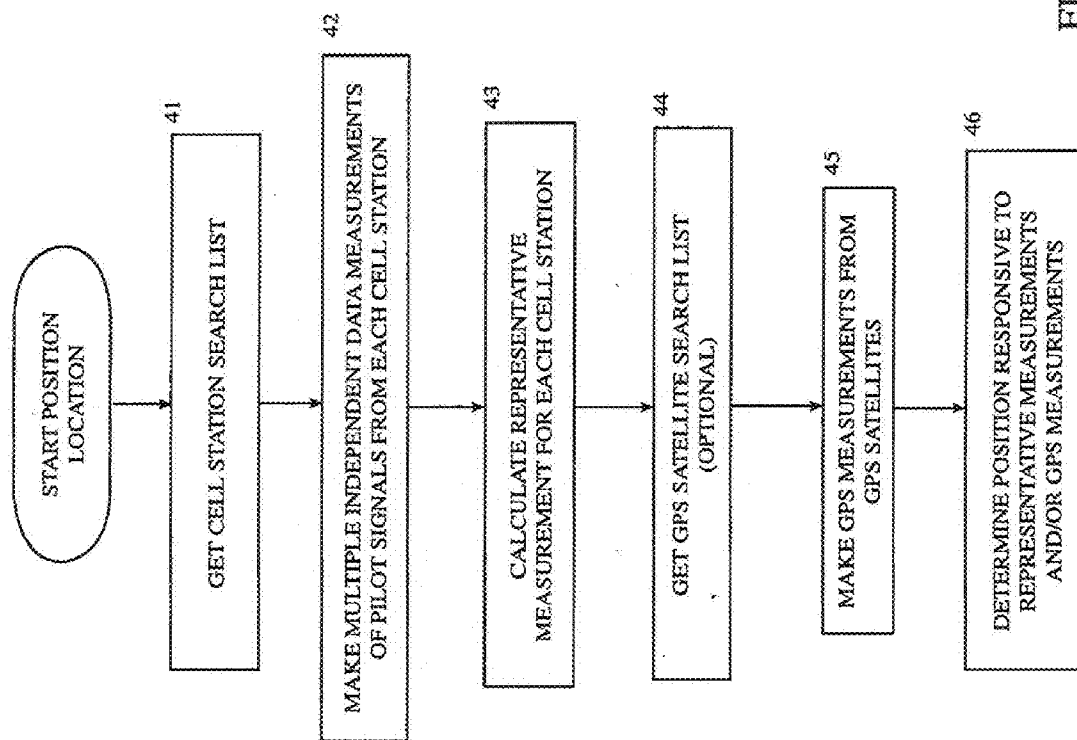 START POSITION
LOCATION
41
GET CELL STATION SEARCH LIST
42
MAKE MULTIPLE INDEPENDENT DATA MEASUREMENTS
OF PILOT SIGNALS FROM EACH CELL STATION
43
CALCULATE REPRESENTATIVE
MEASUREMENT FOR EACH CELL STATION
44
GET GPS SATELLITE SEARCH LIST
(OPTIONAL)
45
MAKE GPS MEASUREMENTS FROM
GPS SATELLITES
46
DETERMINE POSITION RESPONSIVE TO
REPRESENTATIVE MEASUREMENTS
AND/OR GPS MEASUREMENTS